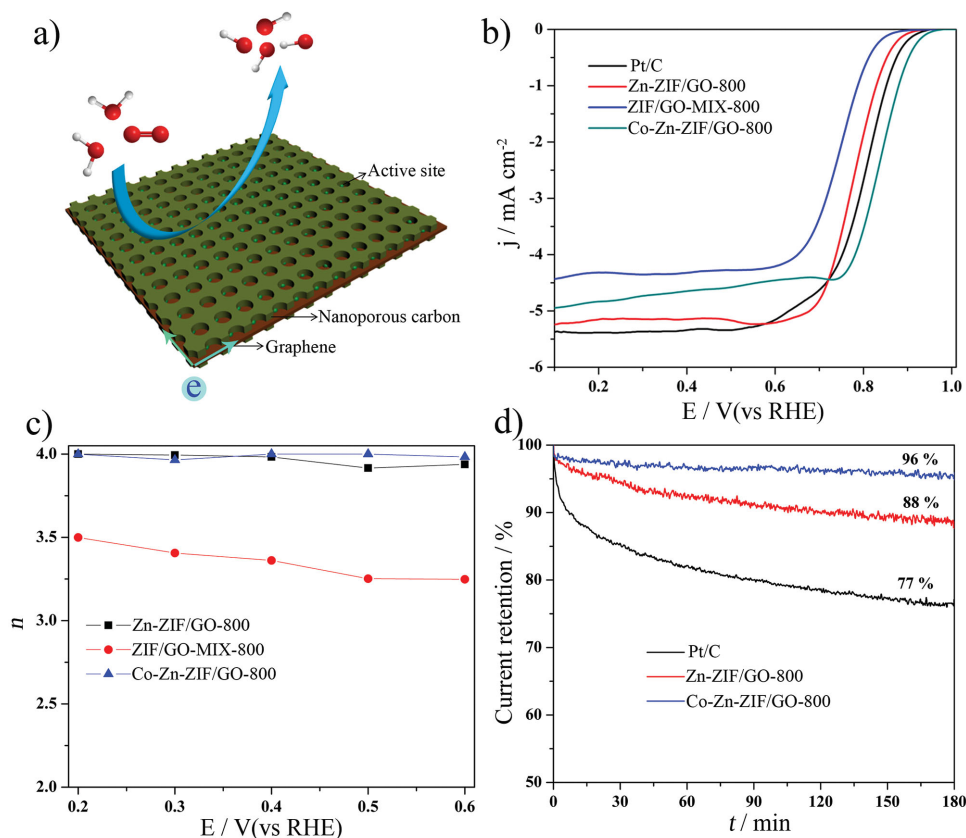 a)
Active site
Nanoporous carbon
Graphene
e
b)
Pt/C
Zn-ZIF/GO-800
ZIF/GO-MIX-800
Co-Zn-ZIF/GO-800
j / mA cm⁻²
0
-1
-2
-3
-4
-5
-6
0.2 0.4 0.6 0.8 1.0
E / V(vs RHE)
c)
n
4.0
3.5
3.0
2.5
2.0
Zn-ZIF/GO-800
ZIF/GO-MIX-800
Co-Zn-ZIF/GO-800
0.2 0.3 0.4 0.5 0.6
E / V(vs RHE)
d)
Current retention / %
100
90
80
70
60
50
96 %
88 %
77 %
Pt/C
Zn-ZIF/GO-800
Co-Zn-ZIF/GO-800
0 30 60 90 120 150 180
t / min